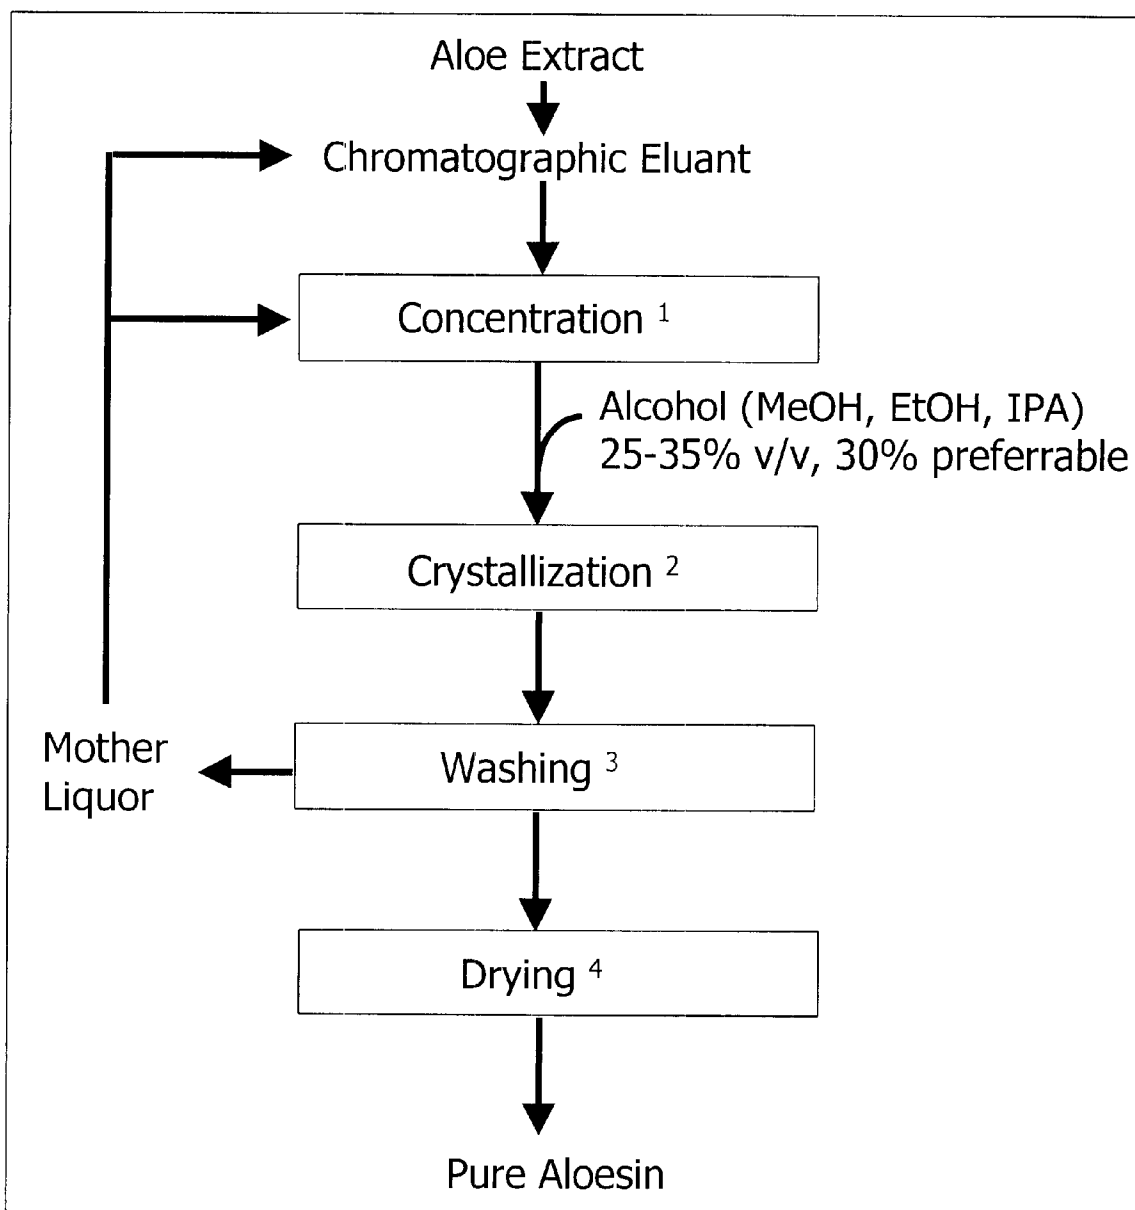 Aloe Extract
Chromatographic Eluant
Concentration ¹
Alcohol (MeOH, EtOH, IPA)
25-35% v/v, 30% preferrable
Crystallization ²
Mother
Liquor
Washing ³
Drying ⁴
Pure Aloesin